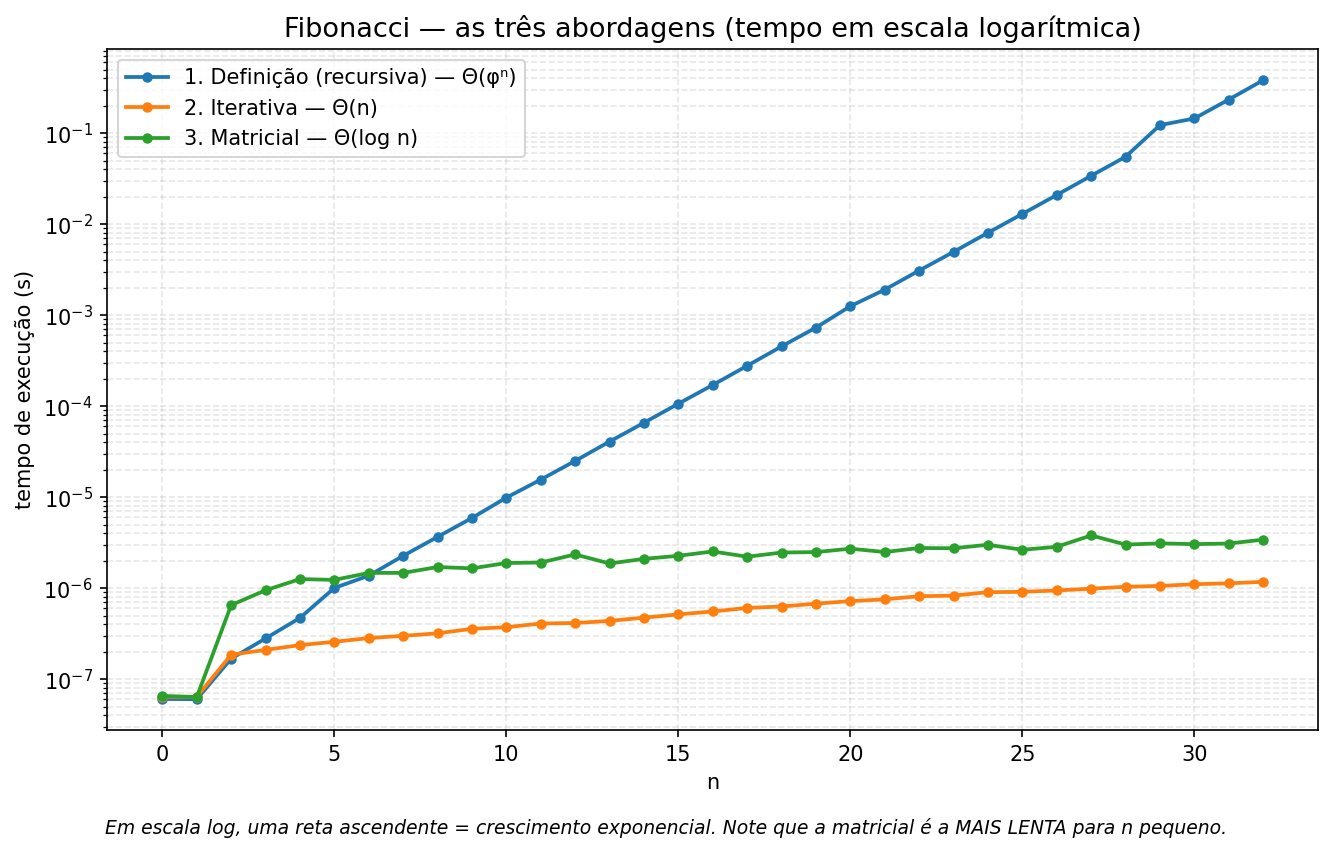 Fibonacci — as três abordagens (tempo em escala logarítmica)
1. Definição (recursiva) — Θ(φⁿ)
2. Iterativa — Θ(n)
3. Matricial — Θ(log n)
tempo de execução (s)
10⁻¹
10⁻²
10⁻³
10⁻⁴
10⁻⁵
10⁻⁶
10⁻⁷
0 5 10 15 20 25 30
n
Em escala log, uma reta ascendente = crescimento exponencial. Note que a matricial é a MAIS LENTA para n pequeno.